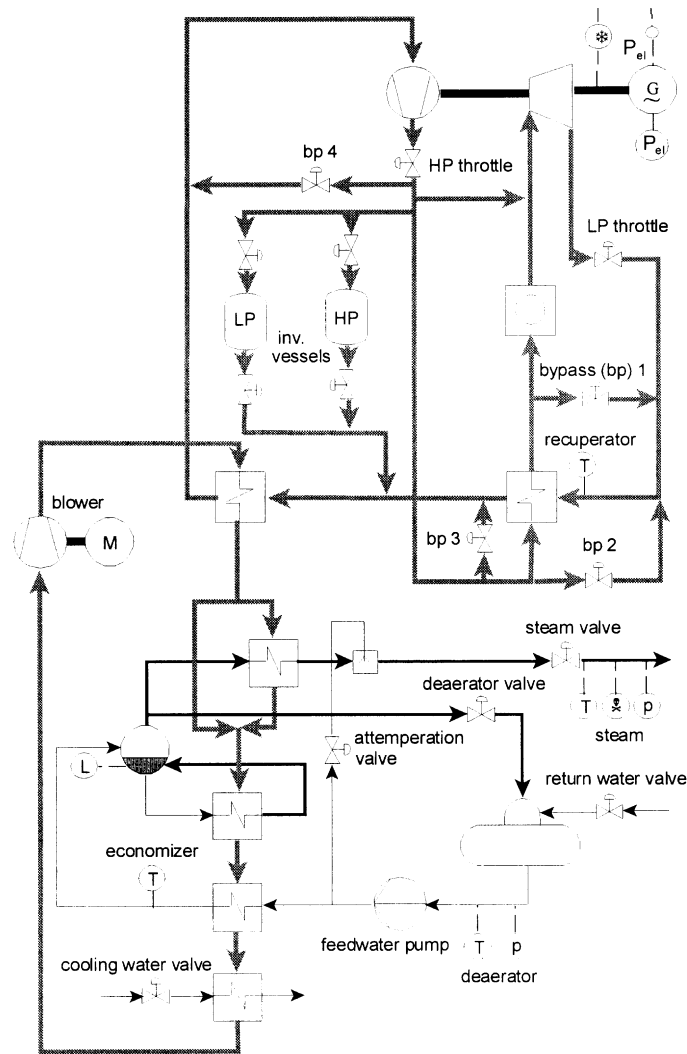 P_el
G
~
P_el
bp 4
HP throttle
LP throttle
LP
HP
inv.
vessels
bypass (bp) 1
recuperator
T
blower
M
bp 3
bp 2
steam valve
deaerator valve
T
p
steam
attemperation
valve
L
return water valve
economizer
T
feedwater pump
T
p
deaerator
cooling water valve